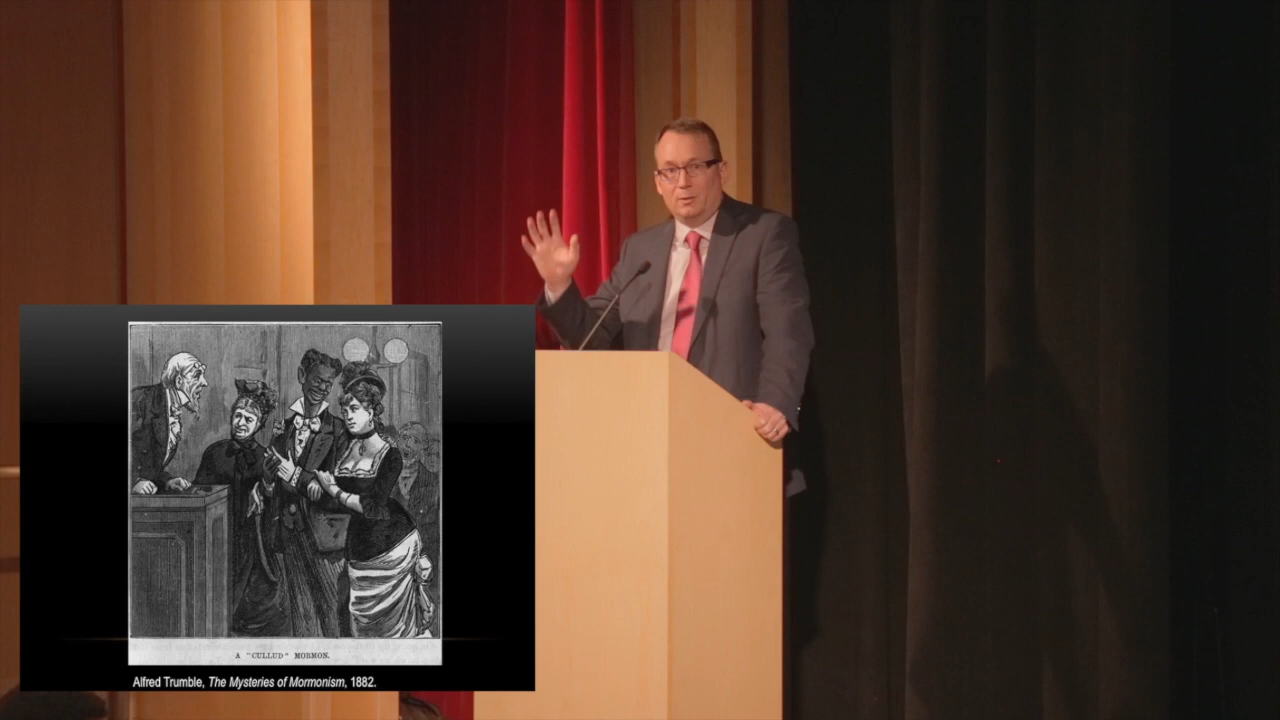 A "CULLUD" MORMON.
Alfred Trumble, The Mysteries of Mormonism, 1882.